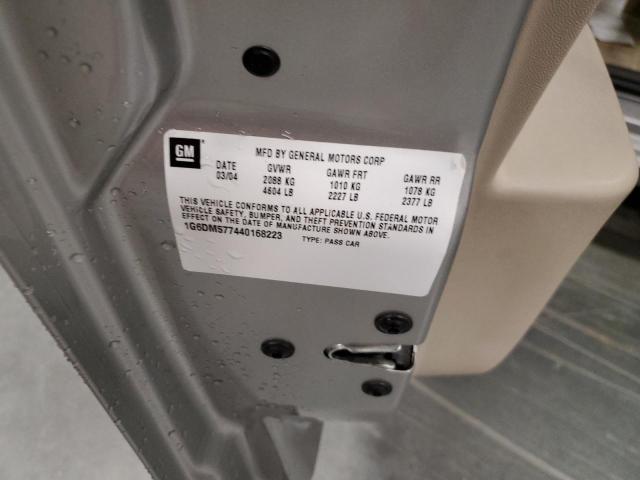 GM
MFD BY GENERAL MOTORS CORP
DATE GVWR GAWR FRT GAWR RR
03/04 2088 KG 1010 KG 1078 KG
4604 LB 2227 LB 2377 LB
THIS VEHICLE CONFORMS TO ALL APPLICABLE U.S. FEDERAL MOTOR
VEHICLE SAFETY, BUMPER, AND THEFT PREVENTION STANDARDS IN
EFFECT ON THE DATE OF MANUFACTURE SHOWN ABOVE.
1G6DM577440168223 TYPE: PASS CAR